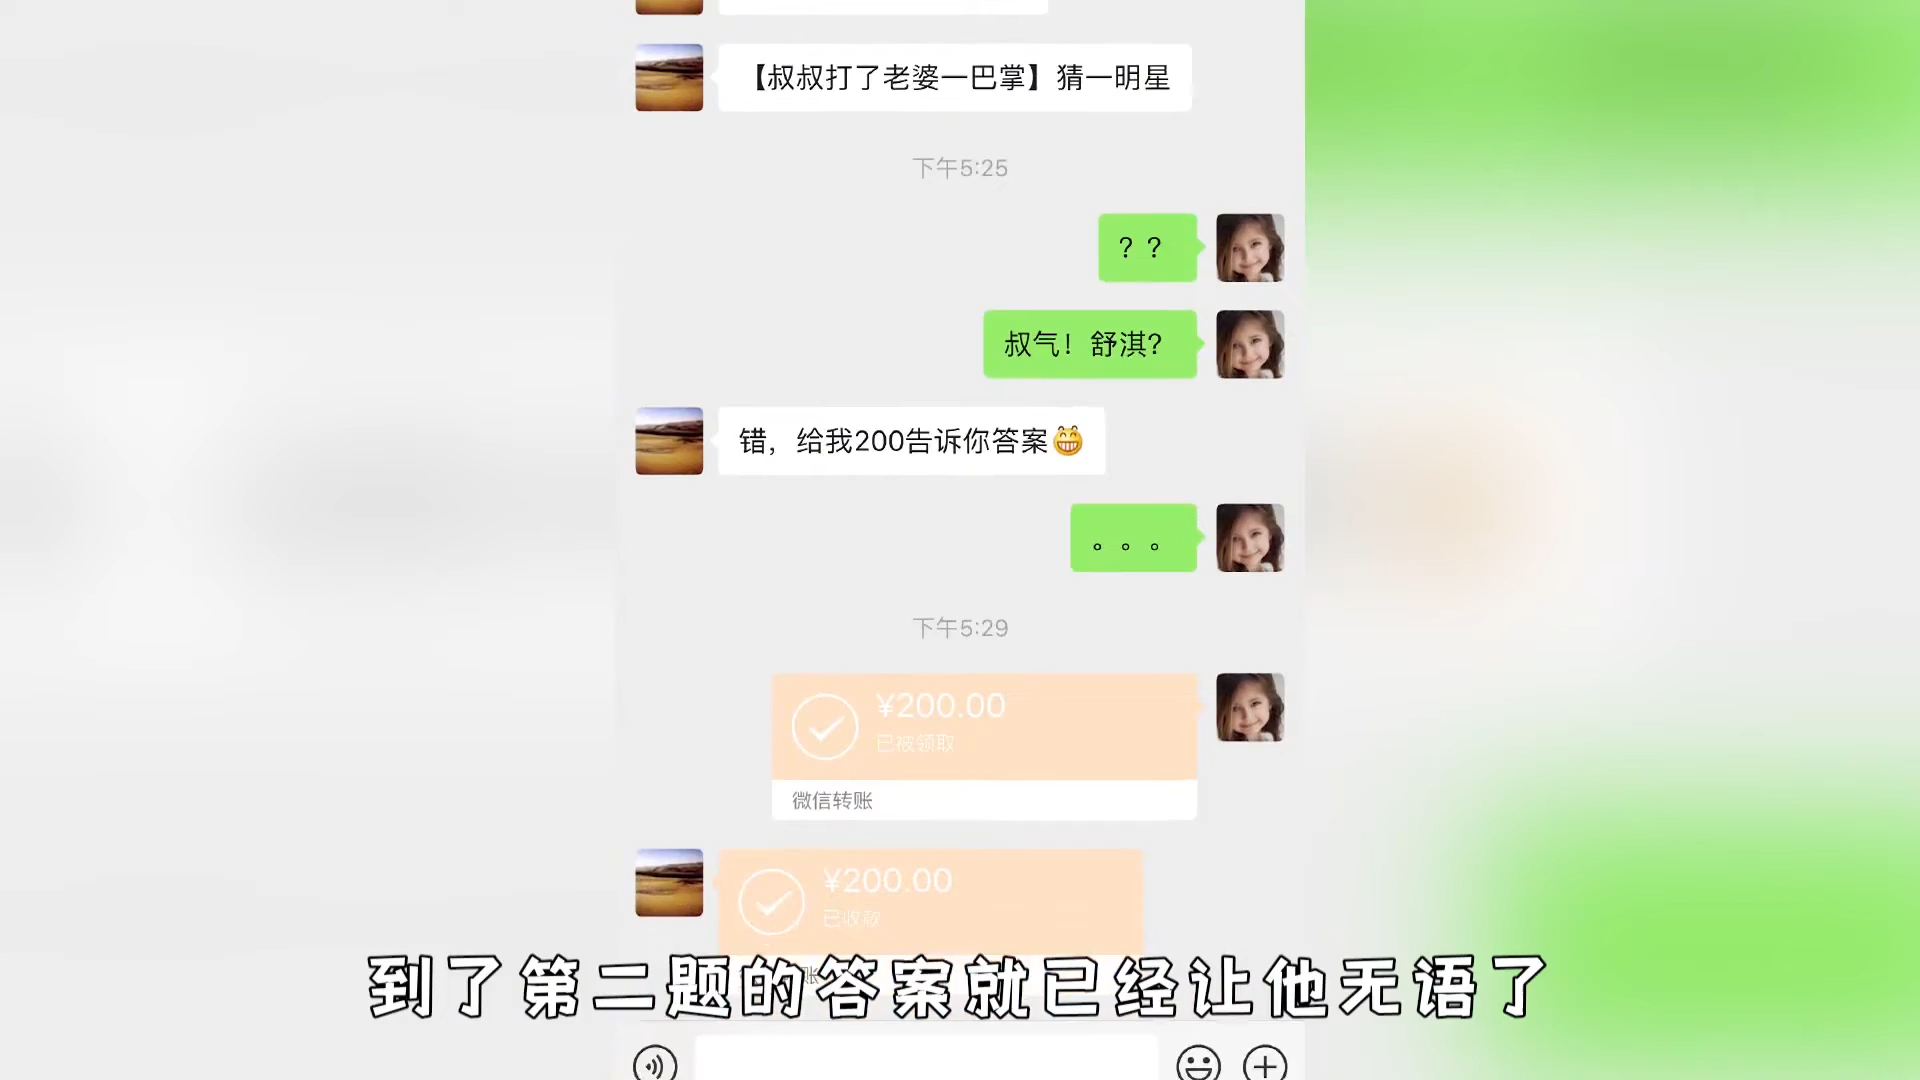 【叔叔打了老婆一巴掌】猜一明星
下午5:25
？？
叔气！舒淇?
错，给我200告诉你答案
。。。
下午5:29
¥200.00
已被领取
微信转账
¥200.00
已收款
账
到了第二题的答案就已经让他无语了